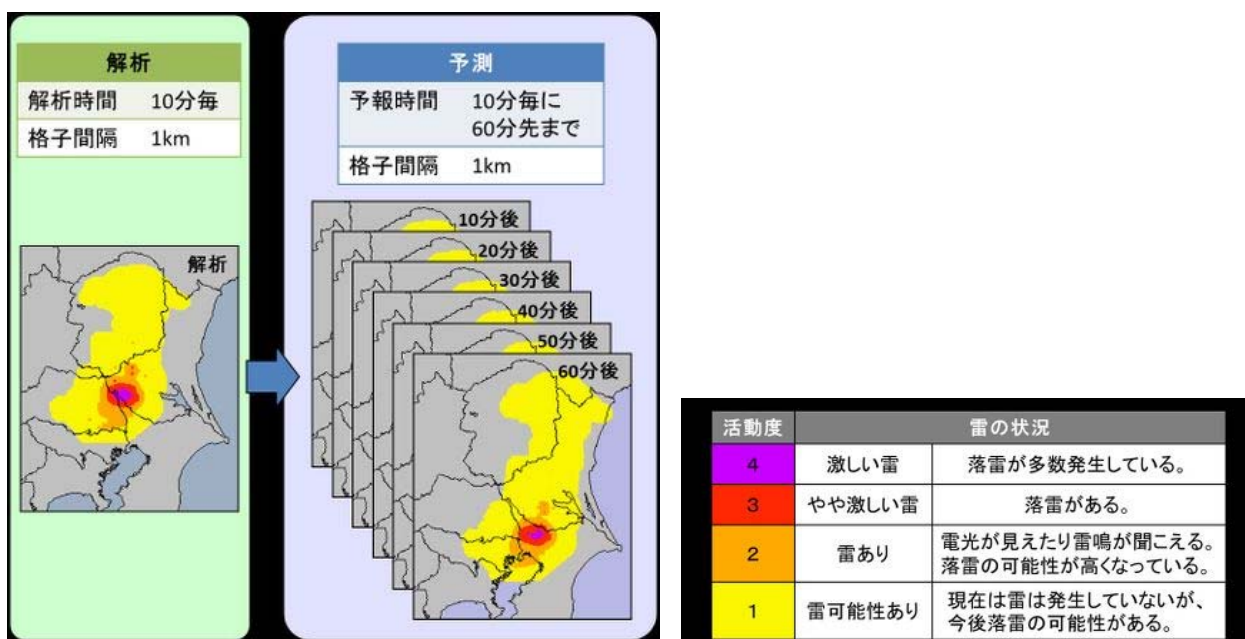 解析
解析時間 10分毎
格子間隔 1km
解析
予測
予報時間 10分毎に
60分先まで
格子間隔 1km
10分後
20分後
30分後
40分後
50分後
60分後
活動度 雷の状況
4 激しい雷 落雷が多数発生している。
3 やや激しい雷 落雷がある。
2 雷あり 電光が見えたり雷鳴が聞こえる。
落雷の可能性が高くなっている。
1 雷可能性あり 現在は雷は発生していないが、
今後落雷の可能性がある。